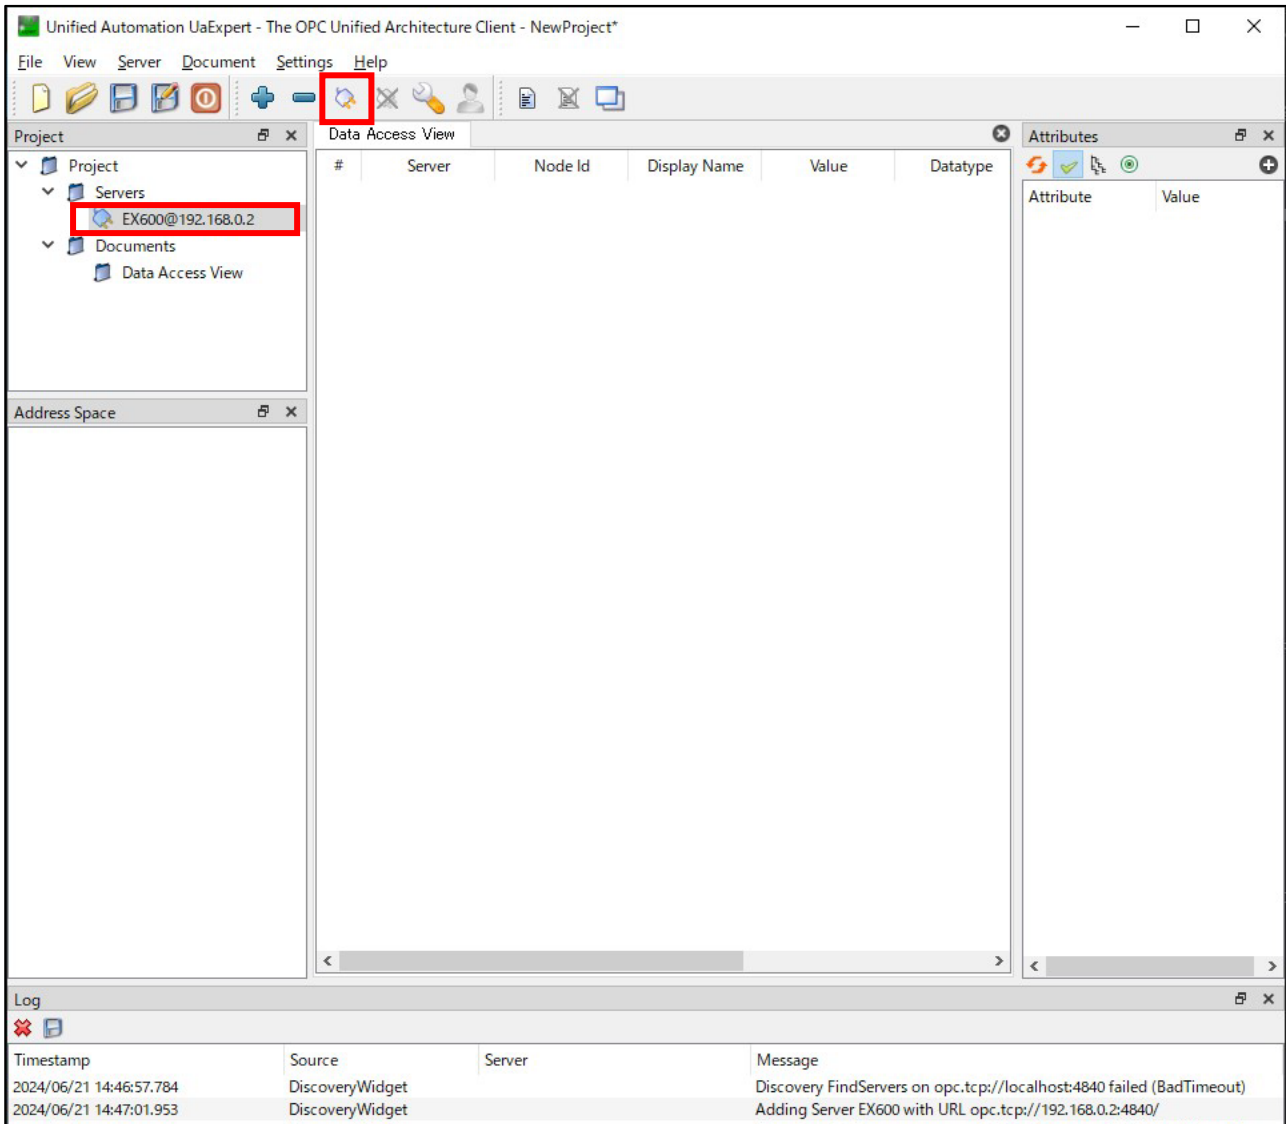 Unified Automation UaExpert - The OPC Unified Architecture Client - NewProject*
File View Server Document Settings Help
Project
Data Access View
Attributes
Project
Servers
EX600@192.168.0.2
Documents
Data Access View
# Server Node Id Display Name Value Datatype
Attribute Value
Address Space
Log
Timestamp Source Server Message
2024/06/21 14:46:57.784 DiscoveryWidget Discovery FindServers on opc.tcp://localhost:4840 failed (BadTimeout)
2024/06/21 14:47:01.953 DiscoveryWidget Adding Server EX600 with URL opc.tcp://192.168.0.2:4840/